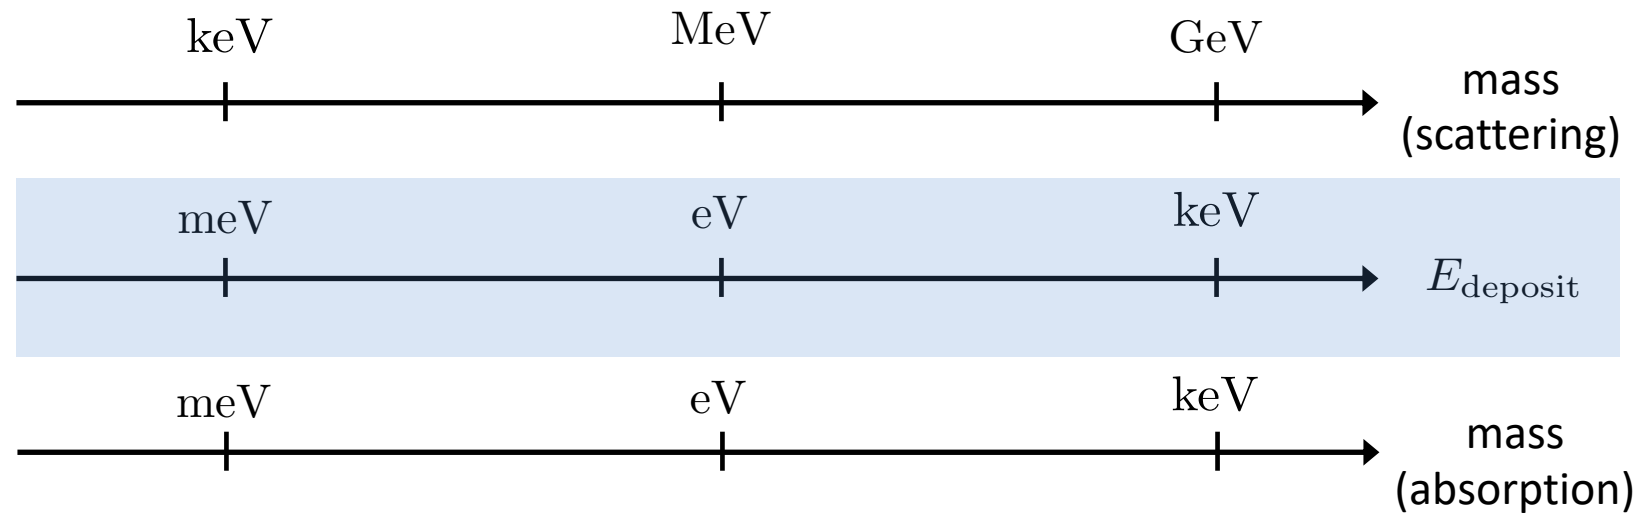 keV MeV GeV
mass
(scattering)
meV eV keV
E_deposit
meV eV keV
mass
(absorption)